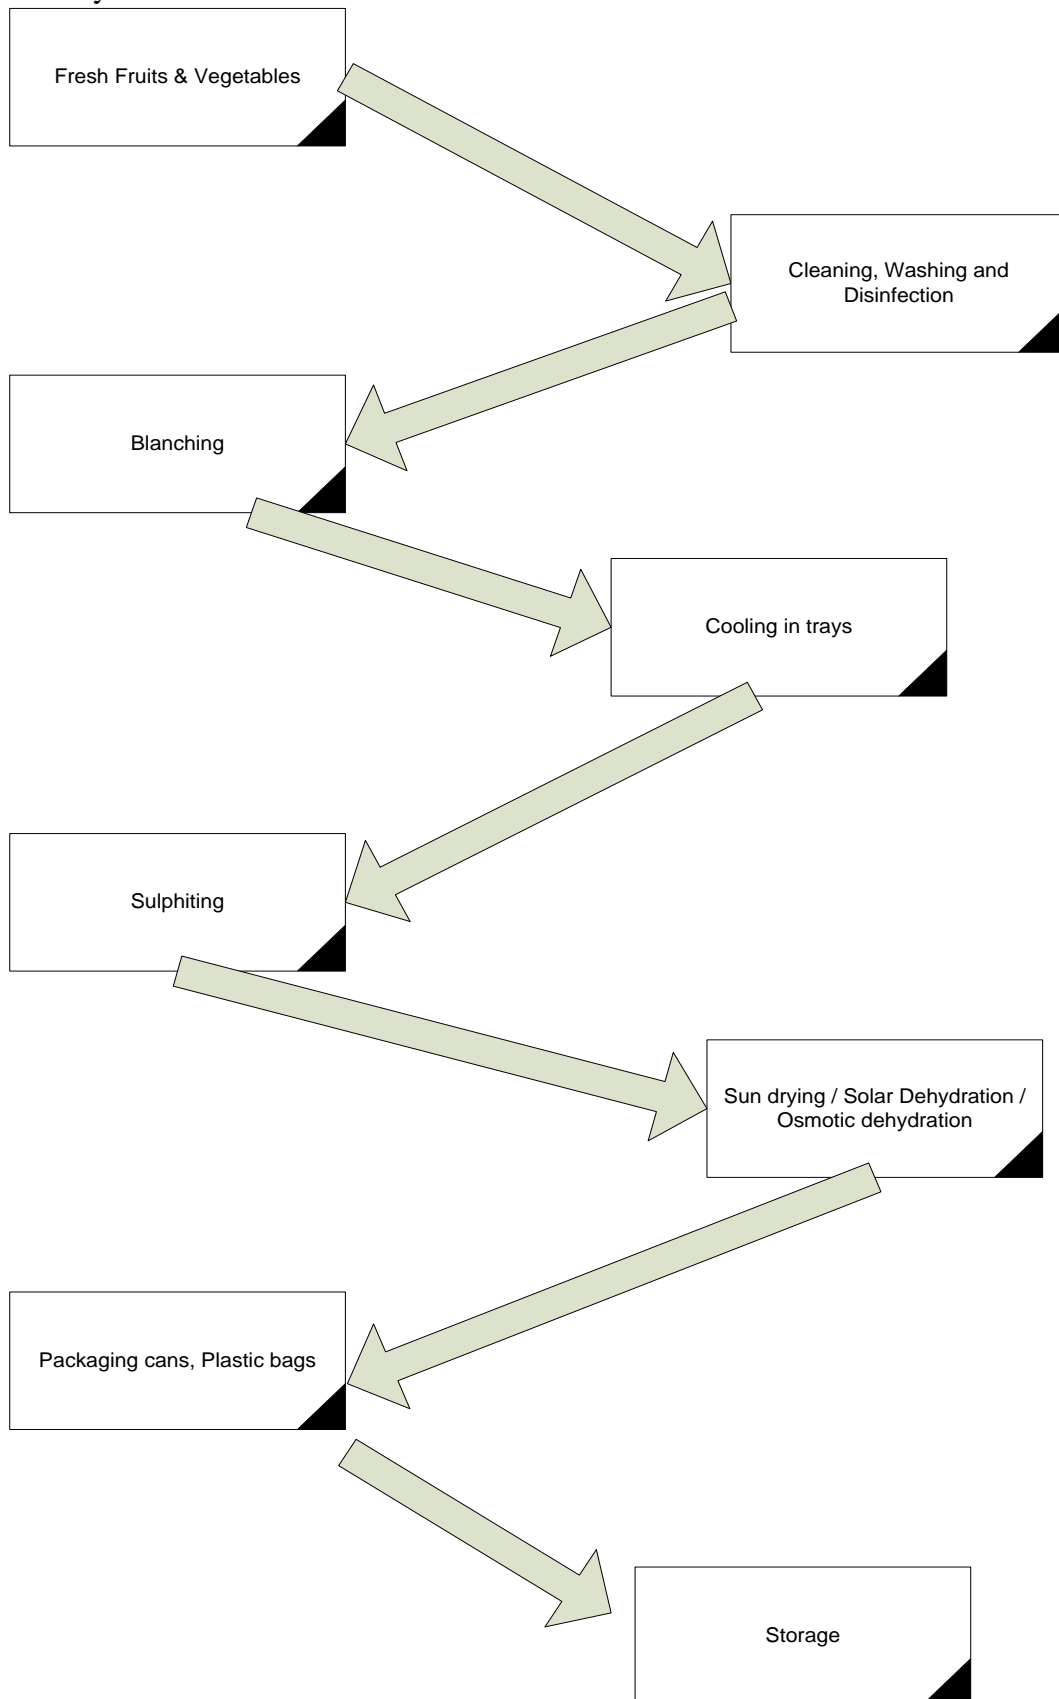 Fresh Fruits & Vegetables
Cleaning, Washing and
Disinfection
Blanching
Cooling in trays
Sulphiting
Sun drying / Solar Dehydration /
Osmotic dehydration
Packaging cans, Plastic bags
Storage